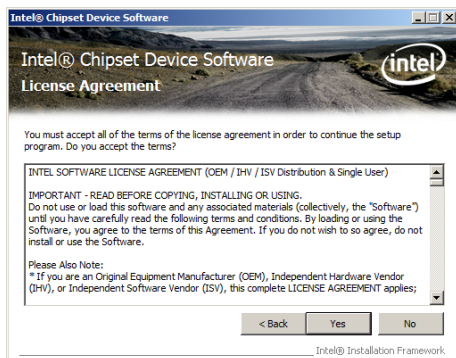 Intel® Chipset Device Software
Intel® Chipset Device Software
intel
License Agreement
You must accept all of the terms of the license agreement in order to continue the setup
program. Do you accept the terms?
INTEL SOFTWARE LICENSE AGREEMENT (OEM / IHV / ISV Distribution & Single User)
IMPORTANT - READ BEFORE COPYING, INSTALLING OR USING.
Do not use or load this software and any associated materials (collectively, the "Software")
until you have carefully read the following terms and conditions. By loading or using the
Software, you agree to the terms of this Agreement. If you do not wish to so agree, do not
install or use the Software.
Please Also Note:
* If you are an Original Equipment Manufacturer (OEM), Independent Hardware Vendor
(IHV), or Independent Software Vendor (ISV), this complete LICENSE AGREEMENT applies;
< Back Yes No
Intel® Installation Framework